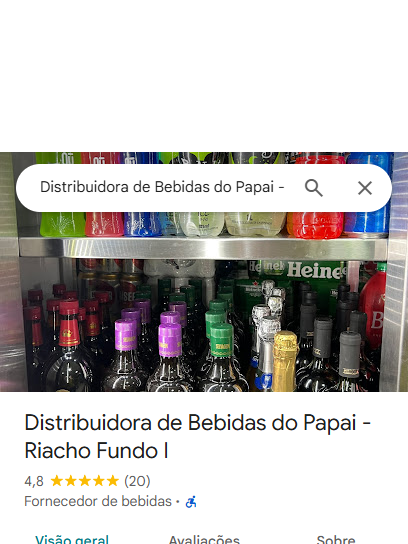 Distribuidora de Bebidas do Papai -
Heine
Distribuidora de Bebidas do Papai -
Riacho Fundo I
4,8 (20)
Fornecedor de bebidas ·
Visão geral Avaliações Sobre